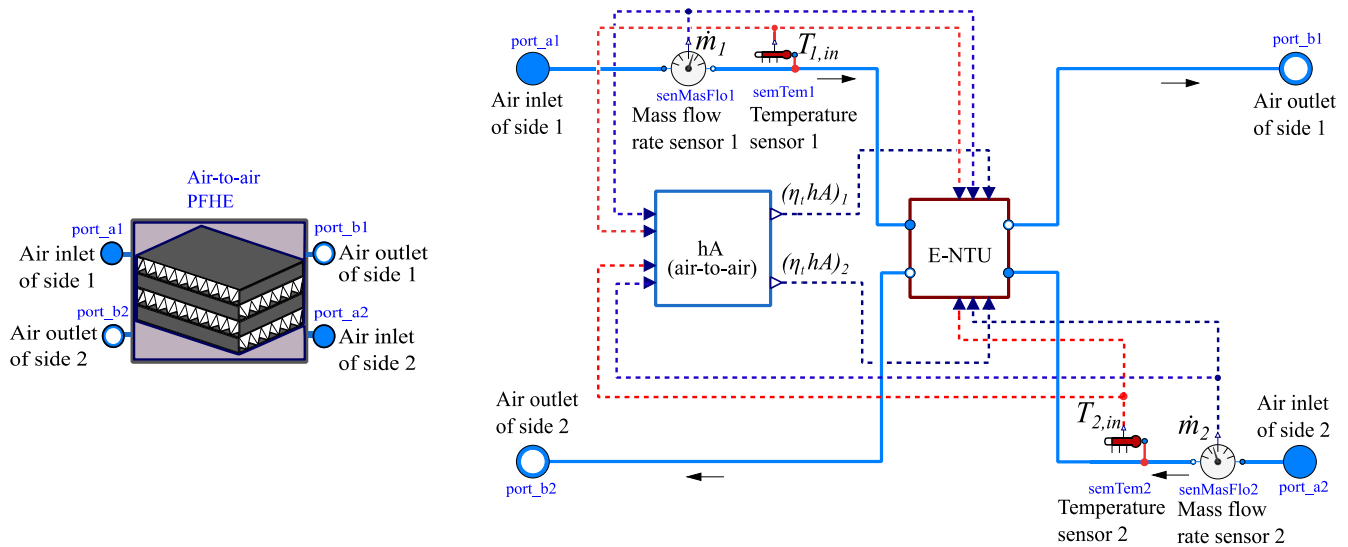 Air-to-air
PFHE
port_a1
Air inlet
of side 1
port_b1
Air outlet
of side 1
port_b2
Air outlet
of side 2
port_a2
Air inlet
of side 2
port_a1
Air inlet
of side 1
ṁ1
senMasFlo1
Mass flow
rate sensor 1
T1,in
semTem1
Temperature
sensor 1
port_b1
Air outlet
of side 1
hA
(air-to-air)
(ηthA)1
(ηthA)2
E-NTU
Air outlet
of side 2
port_b2
T2,in
semTem2
Temperature
sensor 2
ṁ2
senMasFlo2
Mass flow
rate sensor 2
Air inlet
of side 2
port_a2